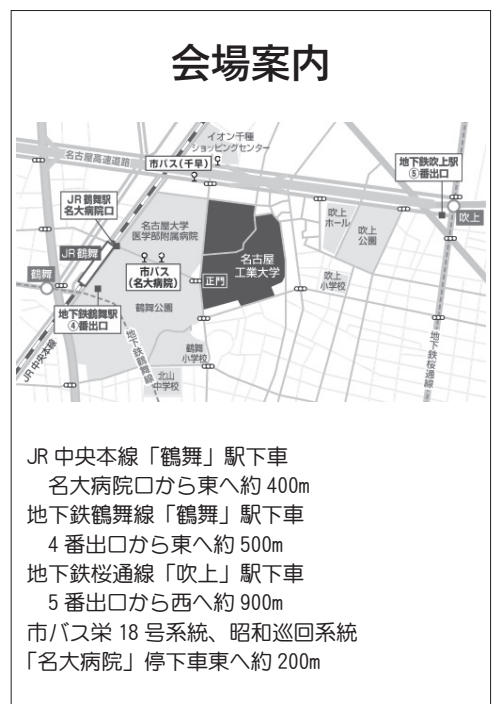 会場案内
イオン千種
ショッピングセンター
名古屋高速道路
市バス(千早)
地下鉄吹上駅
⑤番出口
JR鶴舞駅
名大病院口
名古屋大学
医学部附属病院
吹上
ホール
吹上
公園
吹上
JR鶴舞
名古屋
工業大学
市バス
(名大病院)
正門
吹上
小学校
鶴舞
鶴舞公園
地下鉄鶴舞駅
④番出口
地下鉄鶴舞線
鶴舞
小学校
地下鉄桜通線
JR中央本線
北山
中学校
JR 中央本線「鶴舞」駅下車
名大病院口から東へ約 400m
地下鉄鶴舞線「鶴舞」駅下車
4 番出口から東へ約 500m
地下鉄桜通線「吹上」駅下車
5 番出口から西へ約 900m
市バス栄 18 号系統、昭和巡回系統
「名大病院」停下車東へ約 200m